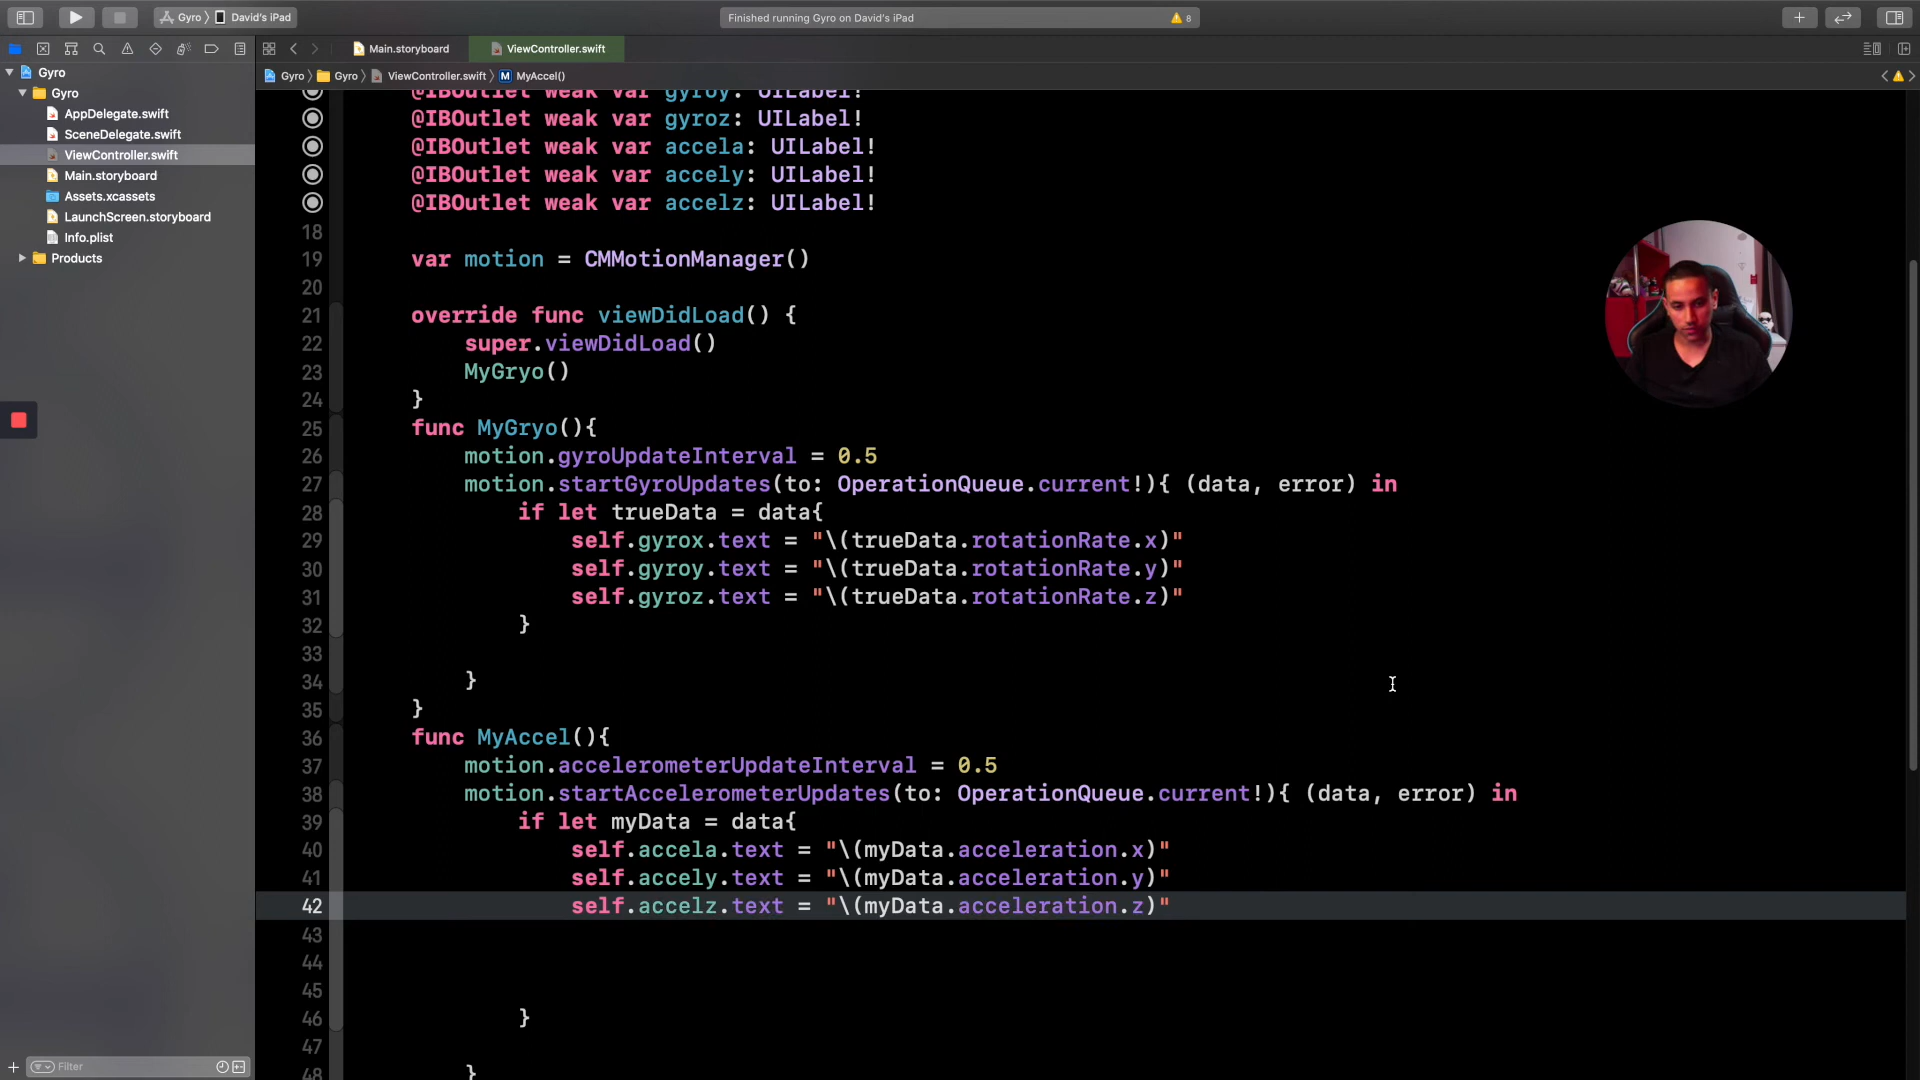 Gyro 〉 David's iPad
Finished running Gyro on David's iPad
8
Main.storyboard
ViewController.swift
Gyro
Gyro 〉 Gyro 〉 ViewController.swift 〉 M MyAccel()
Gyro
AppDelegate.swift
SceneDelegate.swift
ViewController.swift
Main.storyboard
Assets.xcassets
LaunchScreen.storyboard
Info.plist
Products
@IBOutlet weak var gyroy: UILabel!
@IBOutlet weak var gyroz: UILabel!
@IBOutlet weak var accela: UILabel!
@IBOutlet weak var accely: UILabel!
@IBOutlet weak var accelz: UILabel!
18
19 var motion = CMMotionManager()
20
21 override func viewDidLoad() {
22 super.viewDidLoad()
23 MyGryo()
24 }
25 func MyGryo(){
26 motion.gyroUpdateInterval = 0.5
27 motion.startGyroUpdates(to: OperationQueue.current!){ (data, error) in
28 if let trueData = data{
29 self.gyrox.text = "\(trueData.rotationRate.x)"
30 self.gyroy.text = "\(trueData.rotationRate.y)"
31 self.gyroz.text = "\(trueData.rotationRate.z)"
32 }
33
34 }
35 }
36 func MyAccel(){
37 motion.accelerometerUpdateInterval = 0.5
38 motion.startAccelerometerUpdates(to: OperationQueue.current!){ (data, error) in
39 if let myData = data{
40 self.accela.text = "\(myData.acceleration.x)"
41 self.accely.text = "\(myData.acceleration.y)"
42 self.accelz.text = "\(myData.acceleration.z)"
43
44
45
46 }
47
48 }
Filter